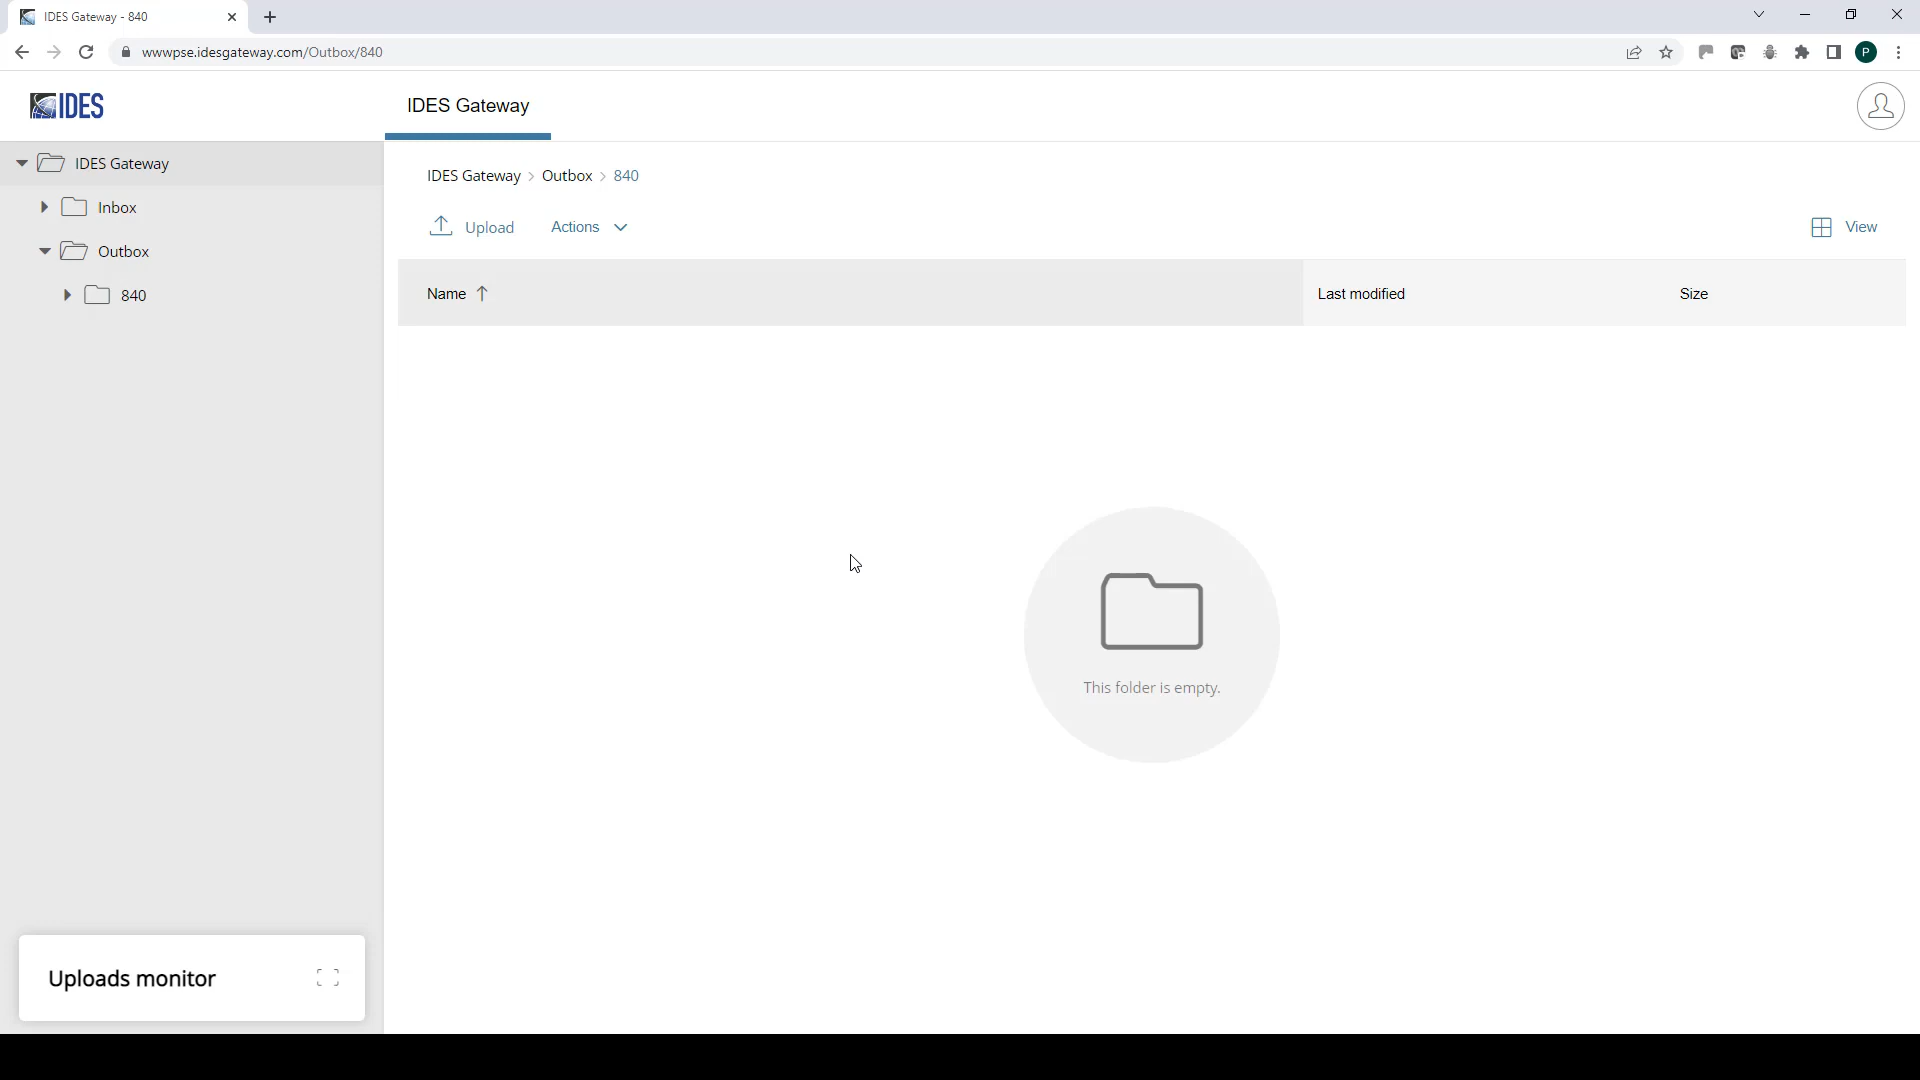 IDES Gateway - 840
wwwpse.idesgateway.com/Outbox/840
P
IDES
IDES Gateway
IDES Gateway
Inbox
Outbox
840
IDES Gateway > Outbox > 840
Upload
Actions
View
Name
Last modified
Size
This folder is empty.
Uploads monitor